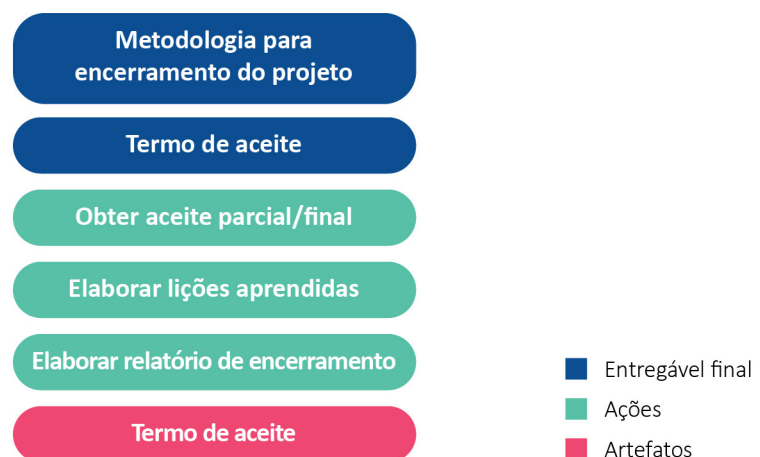 Metodologia para
encerramento do projeto
Termo de aceite
Obter aceite parcial/final
Elaborar lições aprendidas
Elaborar relatório de encerramento
Termo de aceite
Entregável final
Ações
Artefatos